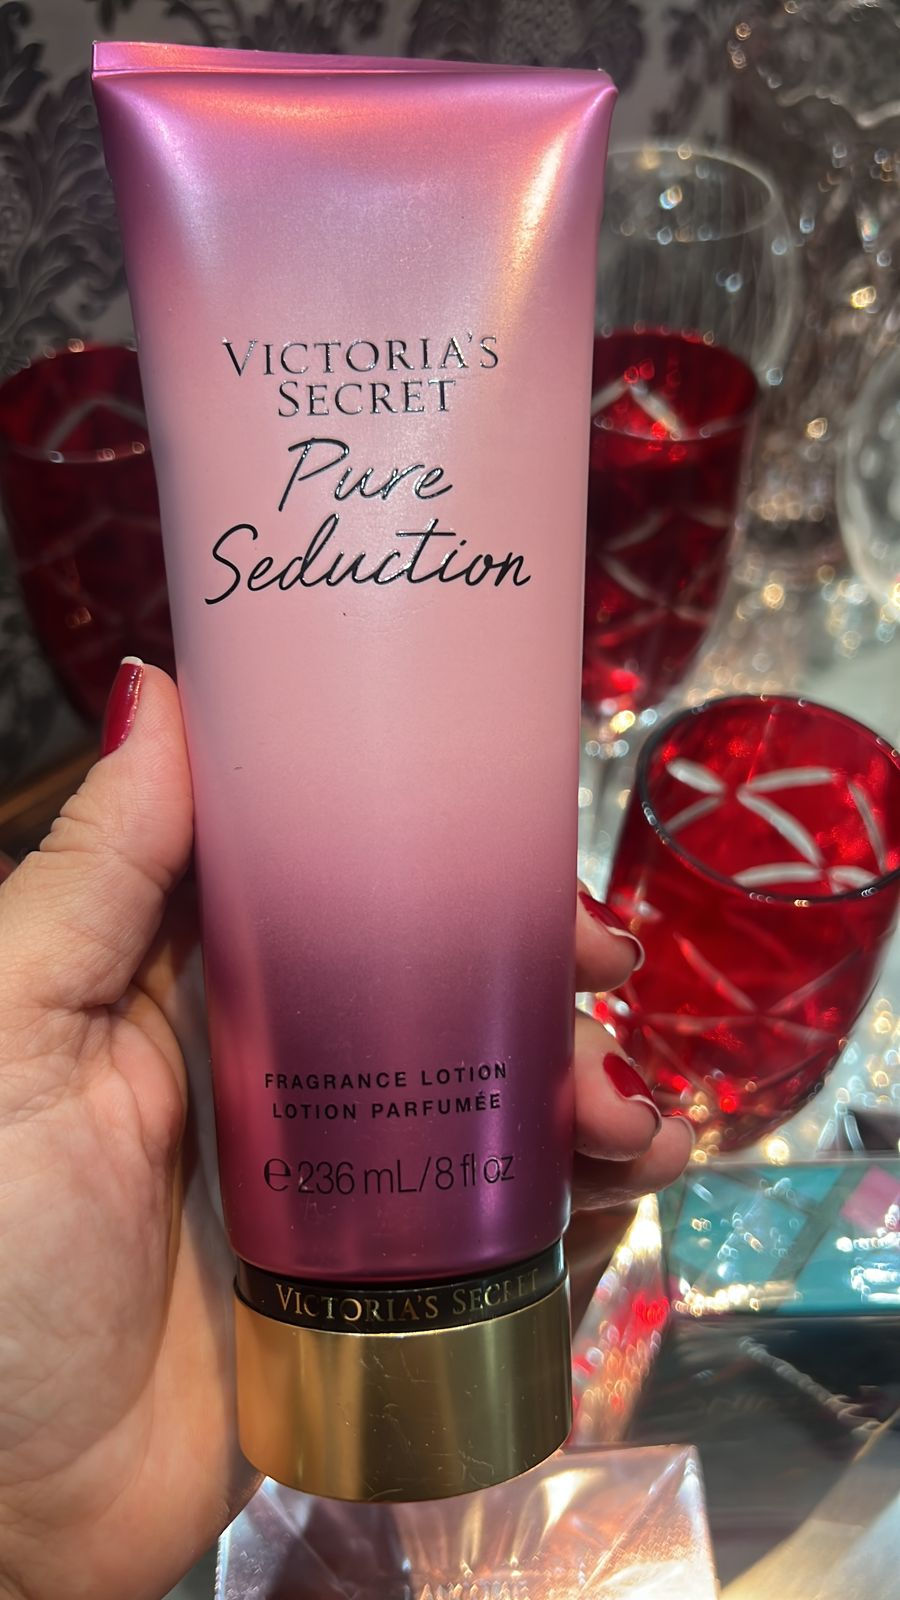 VICTORIA'S
SECRET
Pure
Seduction
FRAGRANCE LOTION
LOTION PARFUMÉE
℮ 236 mL/8 fl oz
VICTORIA'S SECRET